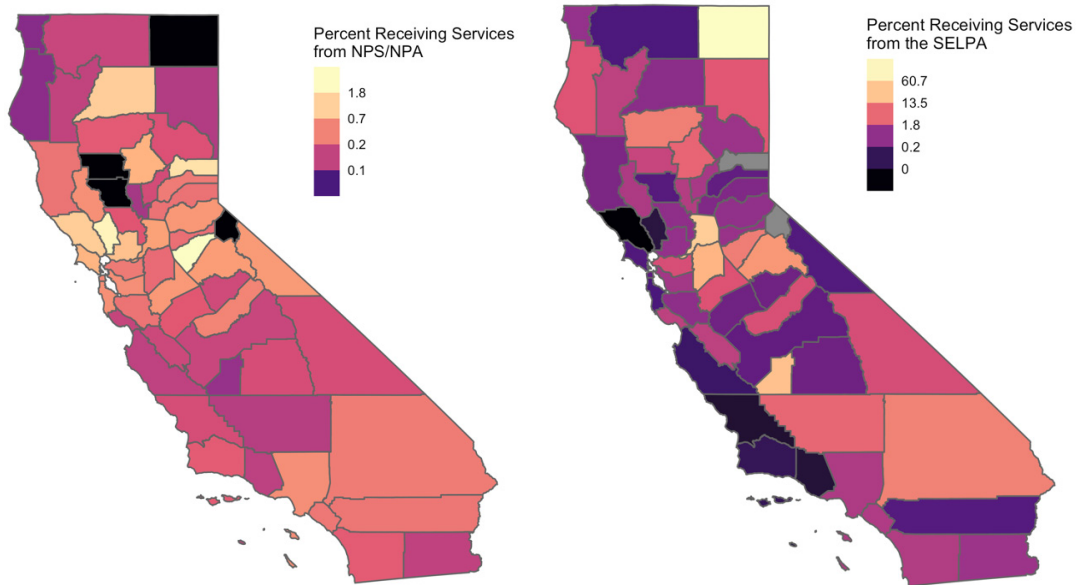 Percent Receiving Services
from NPS/NPA
1.8
0.7
0.2
0.1
Percent Receiving Services
from the SELPA
60.7
13.5
1.8
0.2
0